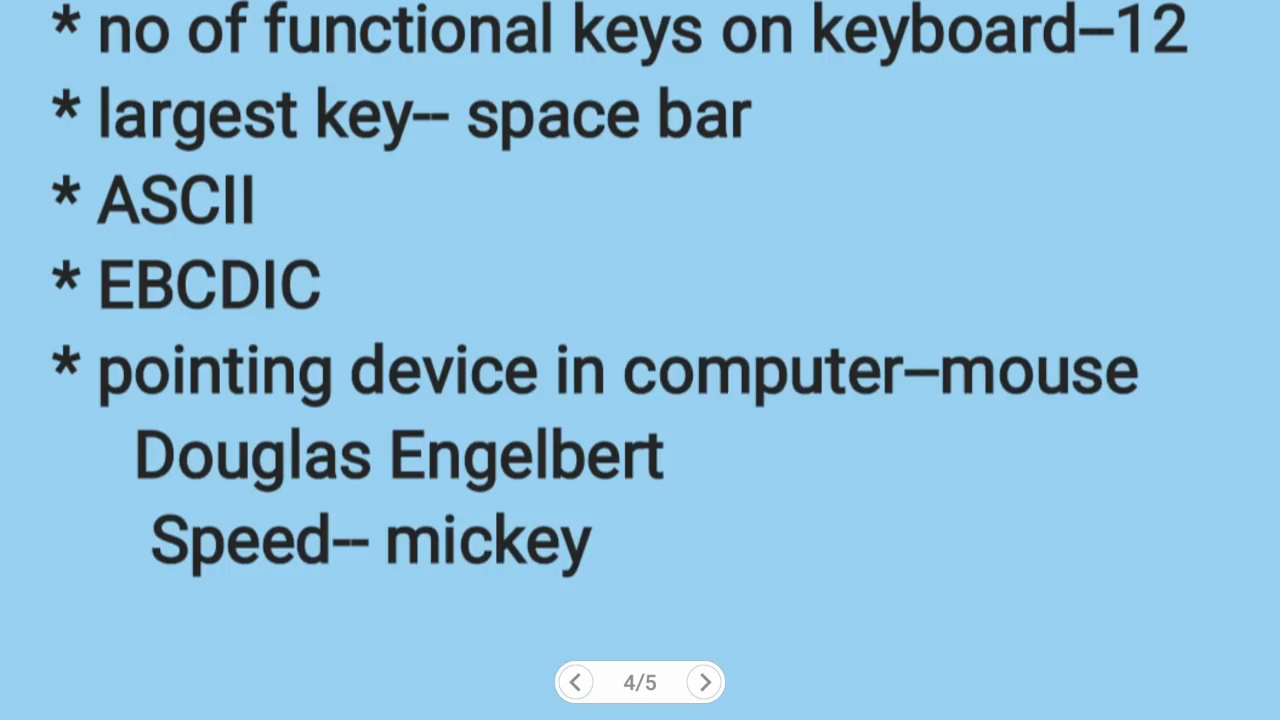 * no of functional keys on keyboard–12
* largest key-- space bar
* ASCII
* EBCDIC
* pointing device in computer–mouse
Douglas Engelbert
Speed-- mickey
4/5